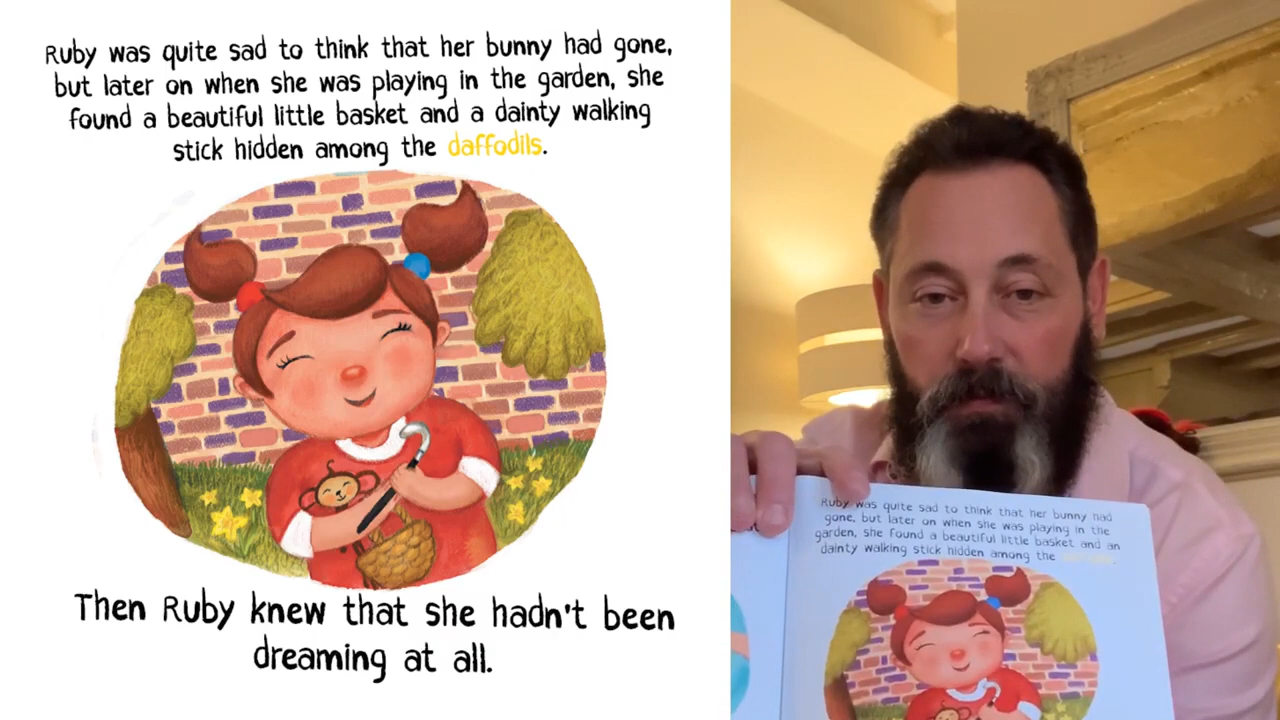 Ruby was quite sad to think that her bunny had gone,
but later on when she was playing in the garden, she
found a beautiful little basket and a dainty walking
stick hidden among the daffodils.
Then Ruby knew that she hadn't been
dreaming at all.
Ruby was quite sad to think that her bunny had
gone, but later on when she was playing in the
garden, she found a beautiful little basket and an
dainty walking stick hidden among the